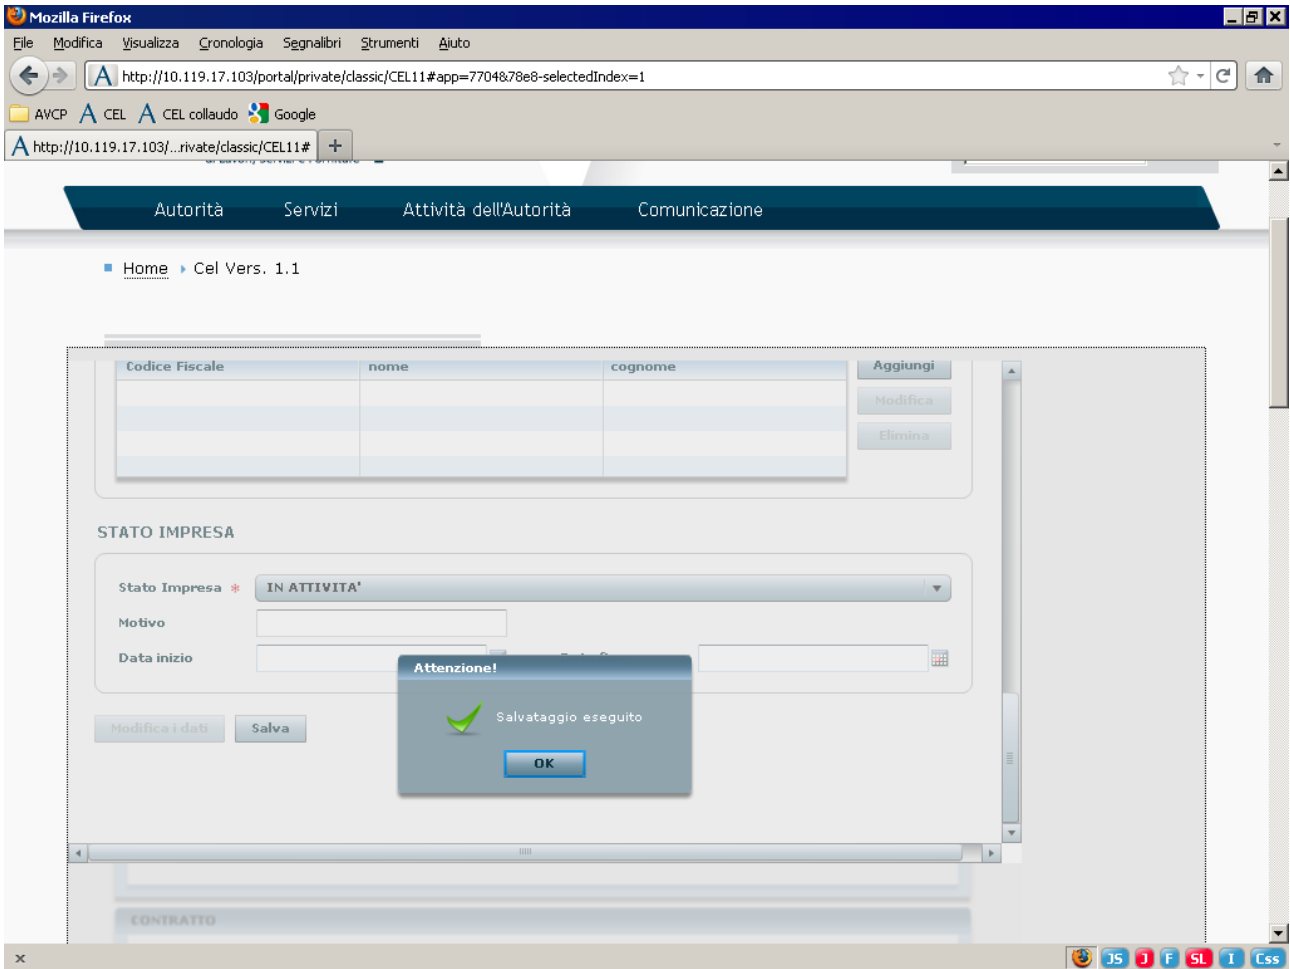 Mozilla Firefox
File Modifica Visualizza Cronologia Segnalibri Strumenti Aiuto
http://10.119.17.103/portal/private/classic/CEL11#app=7704&78e8-selectedIndex=1
AVCP CEL CEL collaudo Google
http://10.119.17.103/...rivate/classic/CEL11#
Autorità Servizi Attività dell'Autorità Comunicazione
Home Cel Vers. 1.1
Codice Fiscale nome cognome Aggiungi
Modifica
Elimina
STATO IMPRESA
Stato Impresa * IN ATTIVITA'
Motivo
Data inizio
Attenzione!
Salvataggio eseguito
OK
Modifica i dati Salva
CONTRATTO
x JS J F SL I Css